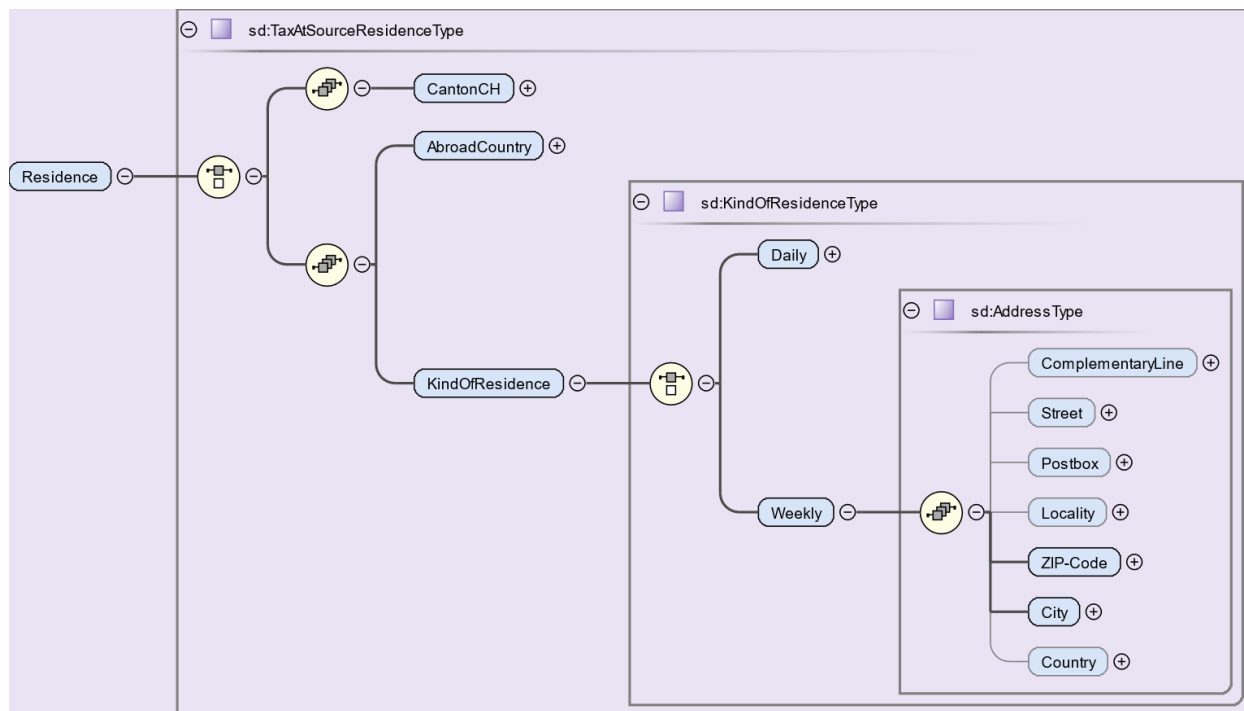 sd:TaxAtSourceResidenceType
CantonCH
AbroadCountry
Residence
sd:KindOfResidenceType
Daily
sd:AddressType
ComplementaryLine
KindOfResidence
Street
Postbox
Weekly
Locality
ZIP-Code
City
Country